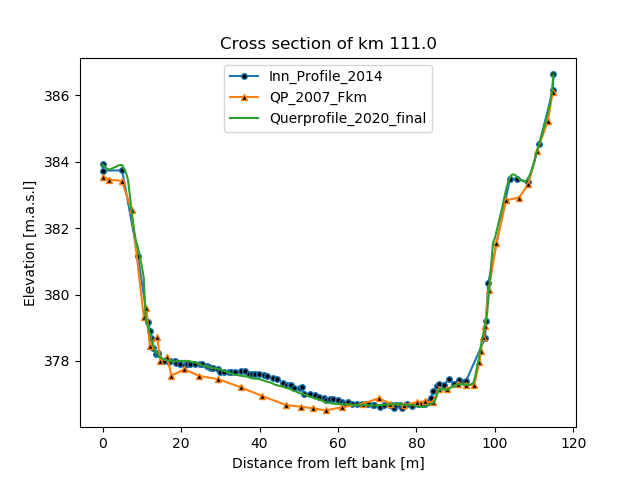 Cross section of km 111.0
Inn_Profile_2014
QP_2007_Fkm
Querprofile_2020_final
Elevation [m.a.s.l]
386
384
382
380
378
0 20 40 60 80 100 120
Distance from left bank [m]